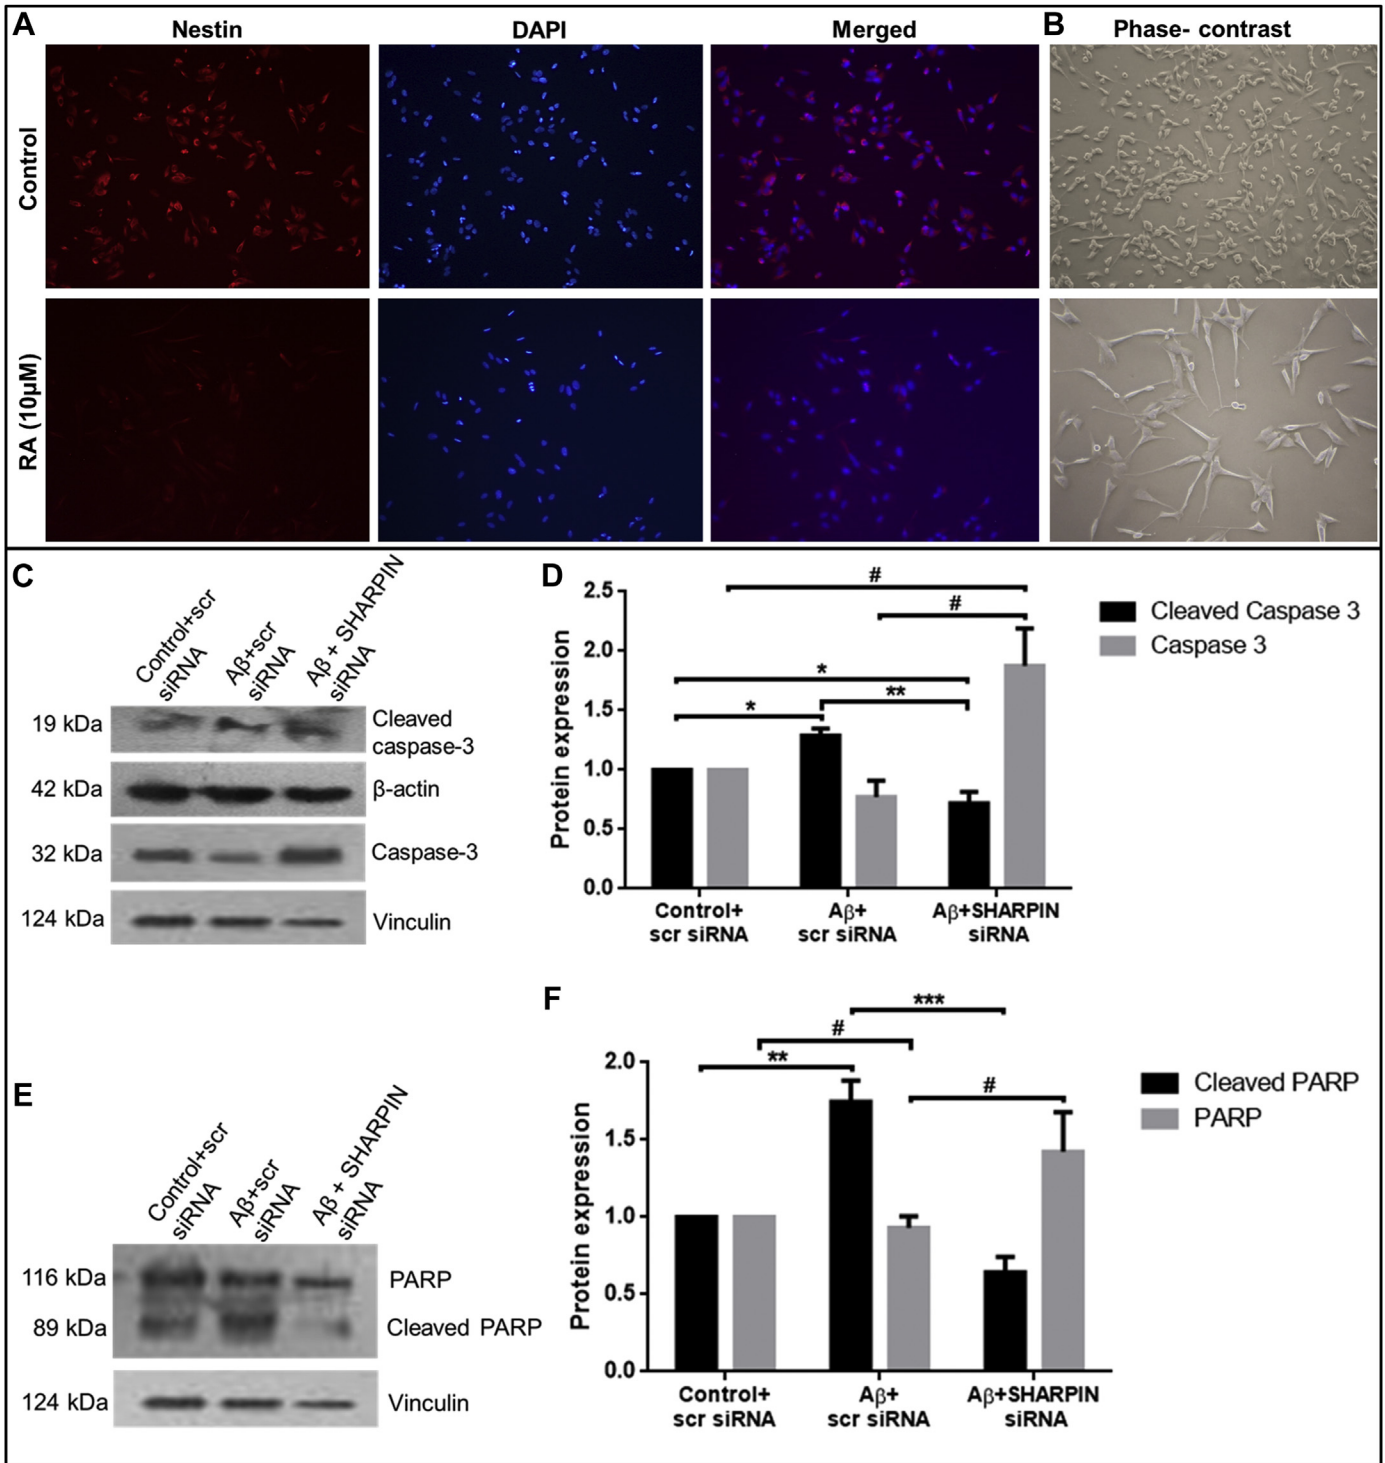 A
Nestin
DAPI
Merged
B
Phase- contrast
Control
RA (10µM)
C
Control+scr
siRNA
Aβ+scr
siRNA
Aβ + SHARPIN
siRNA
19 kDa
Cleaved
caspase-3
42 kDa
β-actin
32 kDa
Caspase-3
124 kDa
Vinculin
D
Protein expression
2.5
2.0
1.5
1.0
0.5
0.0
#
#
*
**
*
Cleaved Caspase 3
Caspase 3
Control+
scr siRNA
Aβ+
scr siRNA
Aβ+SHARPIN
siRNA
E
Control+scr
siRNA
Aβ+scr
siRNA
Aβ + SHARPIN
siRNA
116 kDa
PARP
89 kDa
Cleaved PARP
124 kDa
Vinculin
F
Protein expression
2.0
1.5
1.0
0.5
0.0
***
#
**
#
Cleaved PARP
PARP
Control+
scr siRNA
Aβ+
scr siRNA
Aβ+SHARPIN
siRNA